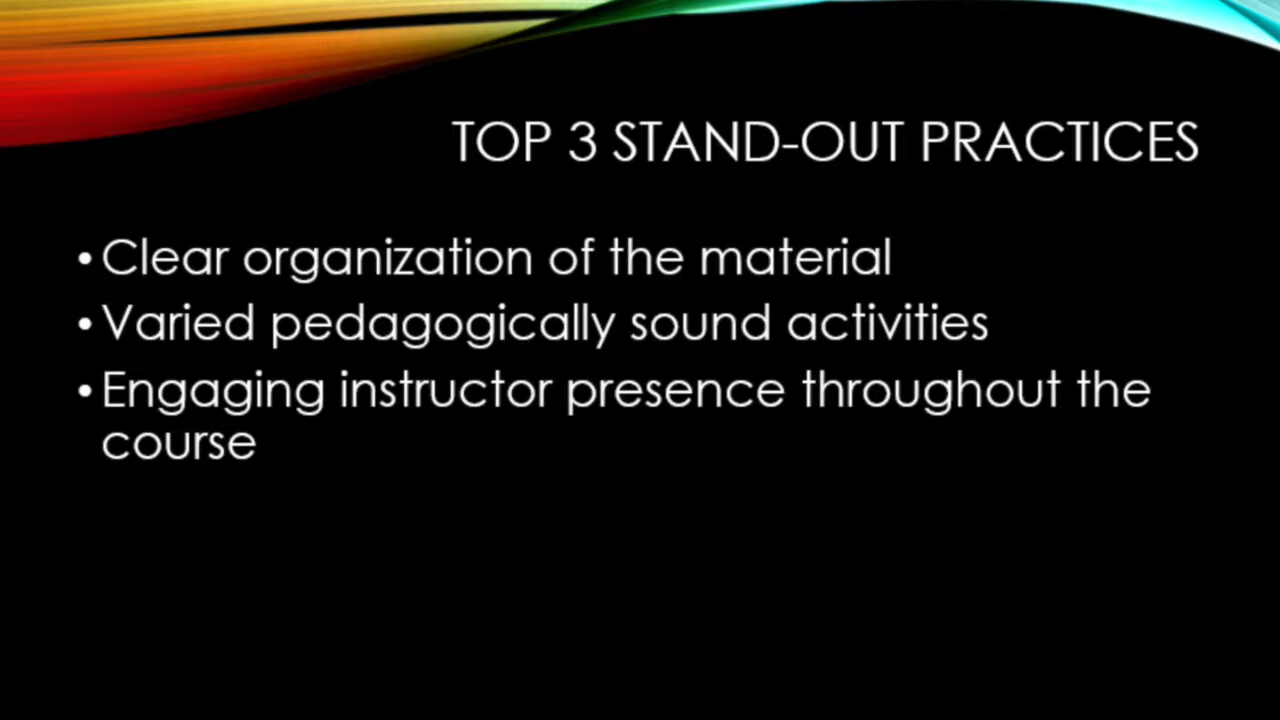 TOP 3 STAND-OUT PRACTICES
• Clear organization of the material
• Varied pedagogically sound activities
• Engaging instructor presence throughout the
course